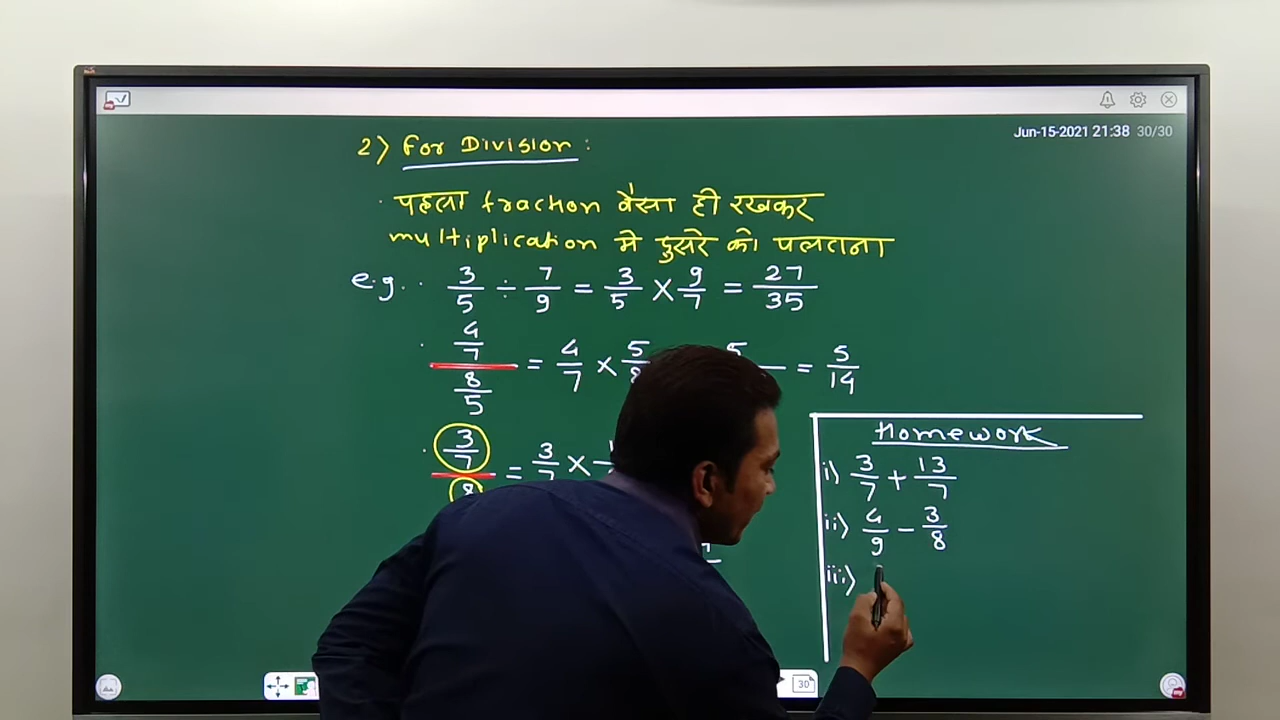 Jun-15-2021 21:38 30/30
2) For Division :
पहला fraction वैसा ही रखकर
multiplication मे दुसरे को पलटाना
e.g. 3/5 ÷ 7/9 = 3/5 × 9/7 = 27/35
4/7 / 8/5 = 4/7 × 5/8 = 5/14
3/7 / 8 = 3/7 ×
Homework
i) 3/7 + 13/7
ii) 4/9 - 3/8
iii)
30